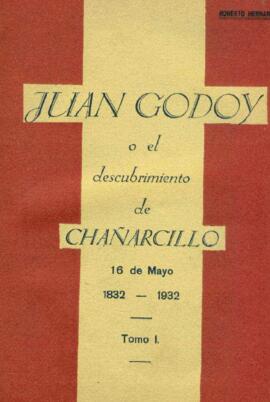 ROBERTO HERNAN
JUAN GODOY
o el
descubrimiento
de
CHAÑARCILLO
16 de Mayo
1832 — 1932
Tomo I.